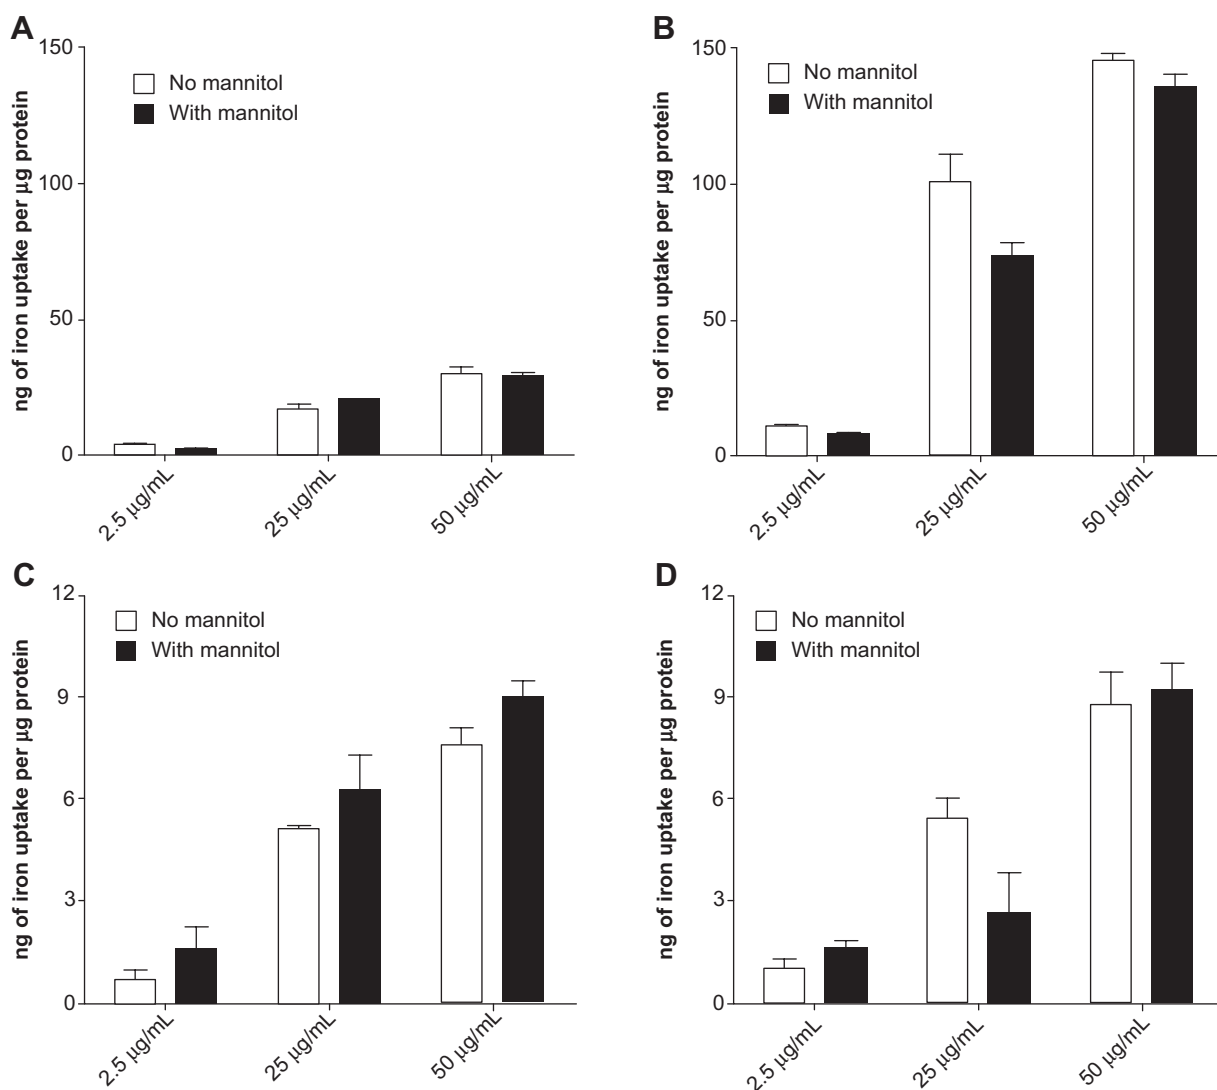 A
ng of iron uptake per µg protein
150
100
50
0
No mannitol
With mannitol
2.5 µg/mL
25 µg/mL
50 µg/mL
B
ng of iron uptake per µg protein
150
100
50
0
No mannitol
With mannitol
2.5 µg/mL
25 µg/mL
50 µg/mL
C
ng of iron uptake per µg protein
12
9
6
3
0
No mannitol
With mannitol
2.5 µg/mL
25 µg/mL
50 µg/mL
D
ng of iron uptake per µg protein
12
9
6
3
0
No mannitol
With mannitol
2.5 µg/mL
25 µg/mL
50 µg/mL